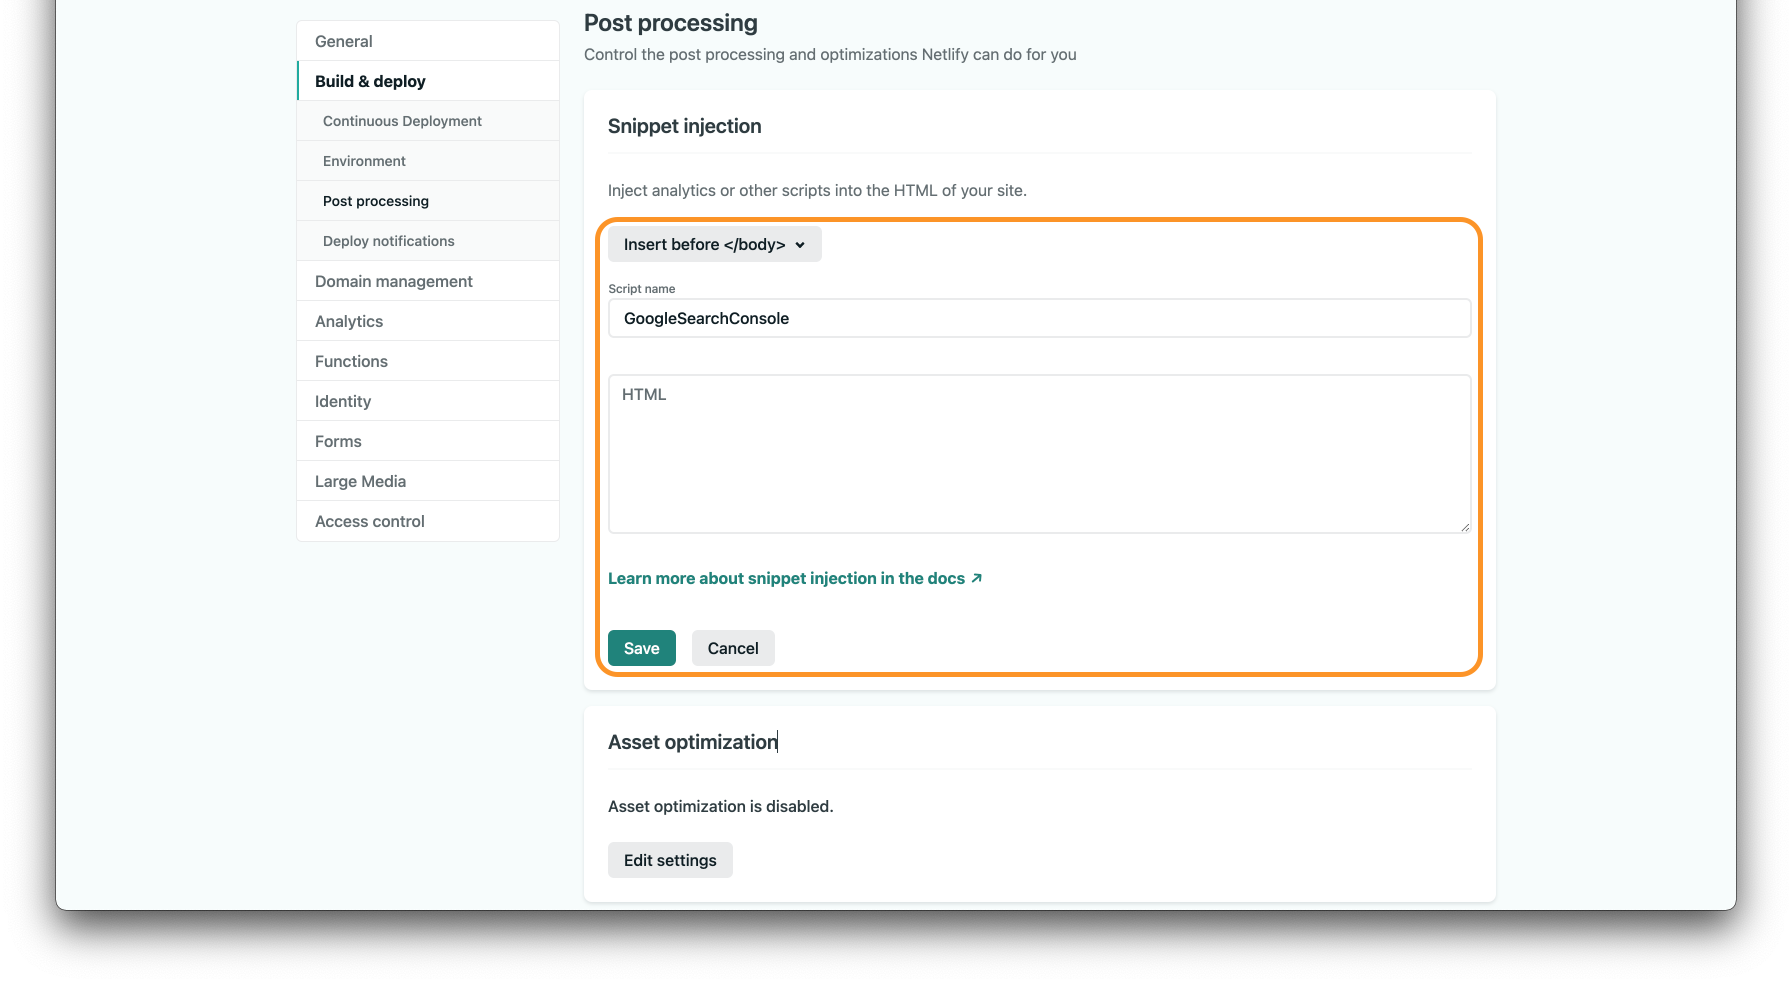 General
Build & deploy
Continuous Deployment
Environment
Post processing
Deploy notifications
Domain management
Analytics
Functions
Identity
Forms
Large Media
Access control
Post processing
Control the post processing and optimizations Netlify can do for you
Snippet injection
Inject analytics or other scripts into the HTML of your site.
Insert before </body>
Script name
GoogleSearchConsole
HTML
Learn more about snippet injection in the docs
Save Cancel
Asset optimization
Asset optimization is disabled.
Edit settings